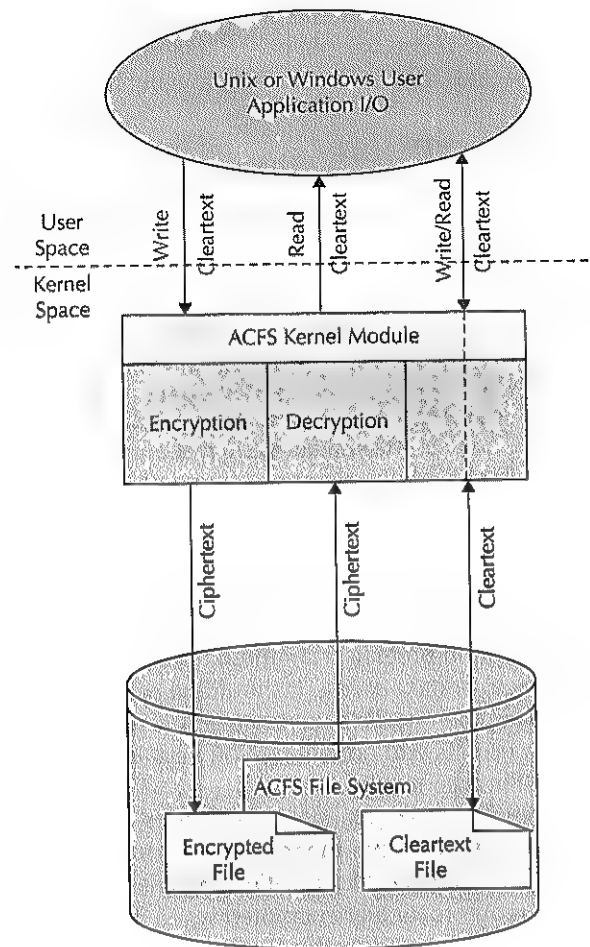 Unix or Windows User
Application I/O
User
Space
Write
Cleartext
Read
Cleartext
Write/Read
Cleartext
Kernel
Space
ACFS Kernel Module
Encryption
Decryption
Ciphertext
Ciphertext
Cleartext
ACFS File System
Encrypted
File
Cleartext
File